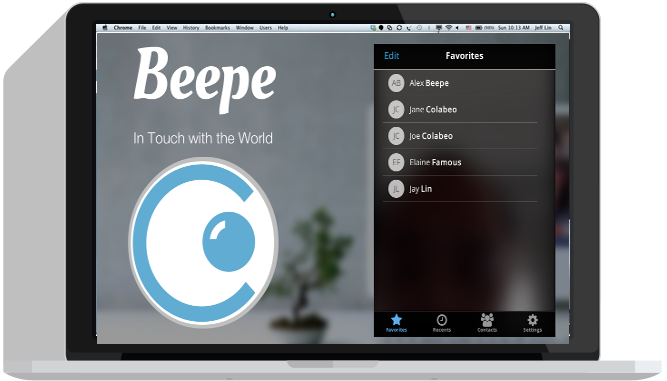 Chrome File Edit View History Bookmarks Window Users Help Sun 10:13 AM Jeff Lin
Beepe
In Touch with the World
Edit Favorites
AB Alex Beepe
JC Jane Colabeo
JC Joe Colabeo
EF Elaine Famous
JL Jay Lin
Favorites Recents Contacts Settings